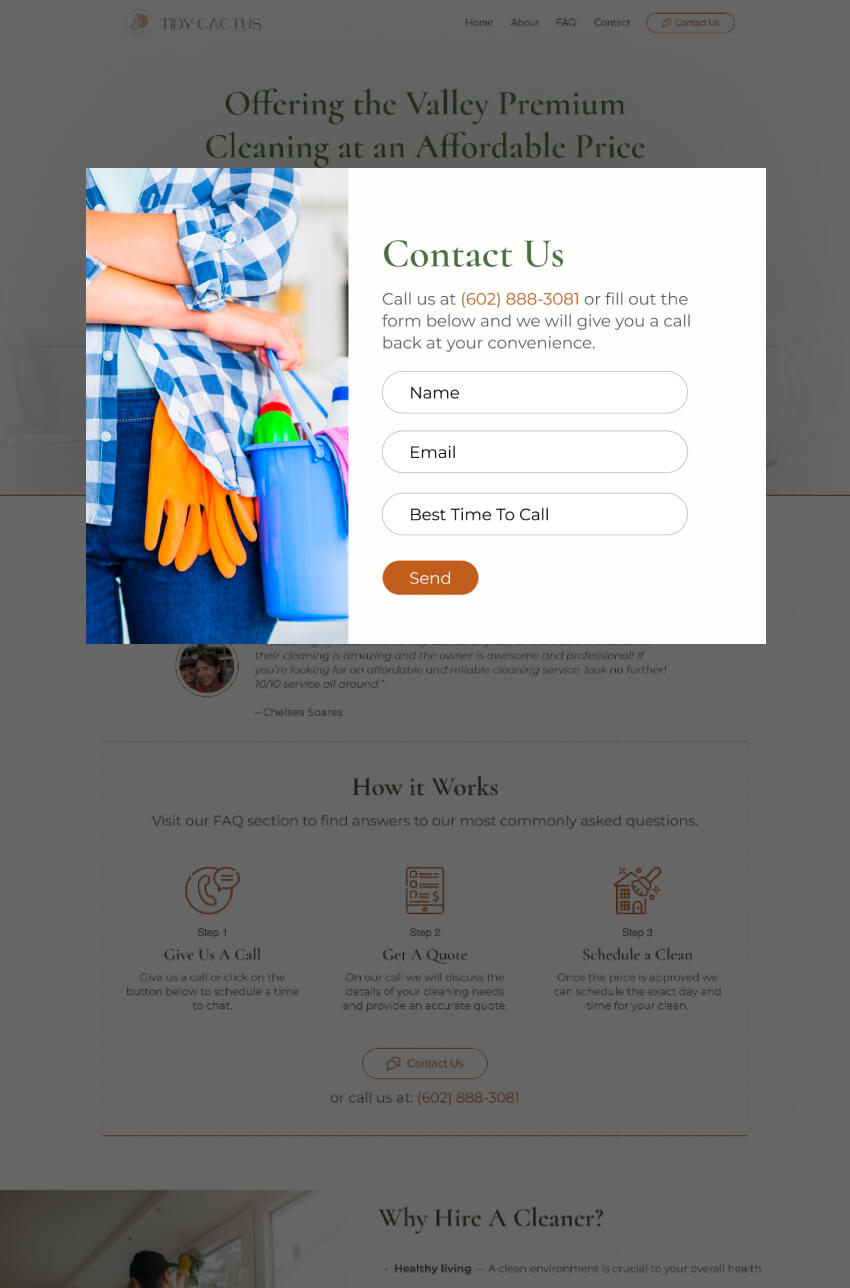 TIDY CACTUS
Home About FAQ Contact Contact Us
Offering the Valley Premium
Cleaning at an Affordable Price
Contact Us
Call us at (602) 888-3081 or fill out the
form below and we will give you a call
back at your convenience.
Name
Email
Best Time To Call
Send
their cleaning is amazing and the owner is awesome and professional! If
you're looking for an affordable and reliable cleaning service, look no further!
10/10 service all around."
– Chelsea Soares
How it Works
Visit our FAQ section to find answers to our most commonly asked questions.
Step 1
Give Us A Call
Give us a call or click on the
button below to schedule a time
to chat.
Step 2
Get A Quote
On our call we will discuss the
details of your cleaning needs
and provide an accurate quote.
Step 3
Schedule a Clean
Once the price is approved we
can schedule the exact day and
time for your clean.
Contact Us
or call us at: (602) 888-3081
Why Hire A Cleaner?
• Healthy living — A clean environment is crucial to your overall health